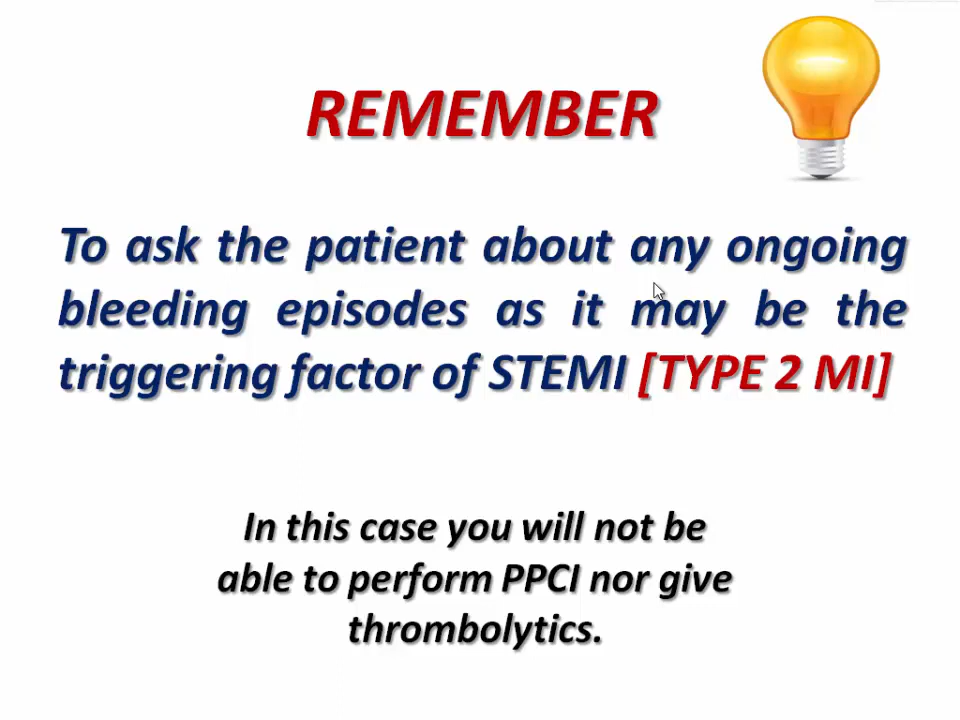 REMEMBER
To ask the patient about any ongoing
bleeding episodes as it may be the
triggering factor of STEMI [TYPE 2 MI]
In this case you will not be
able to perform PPCI nor give
thrombolytics.